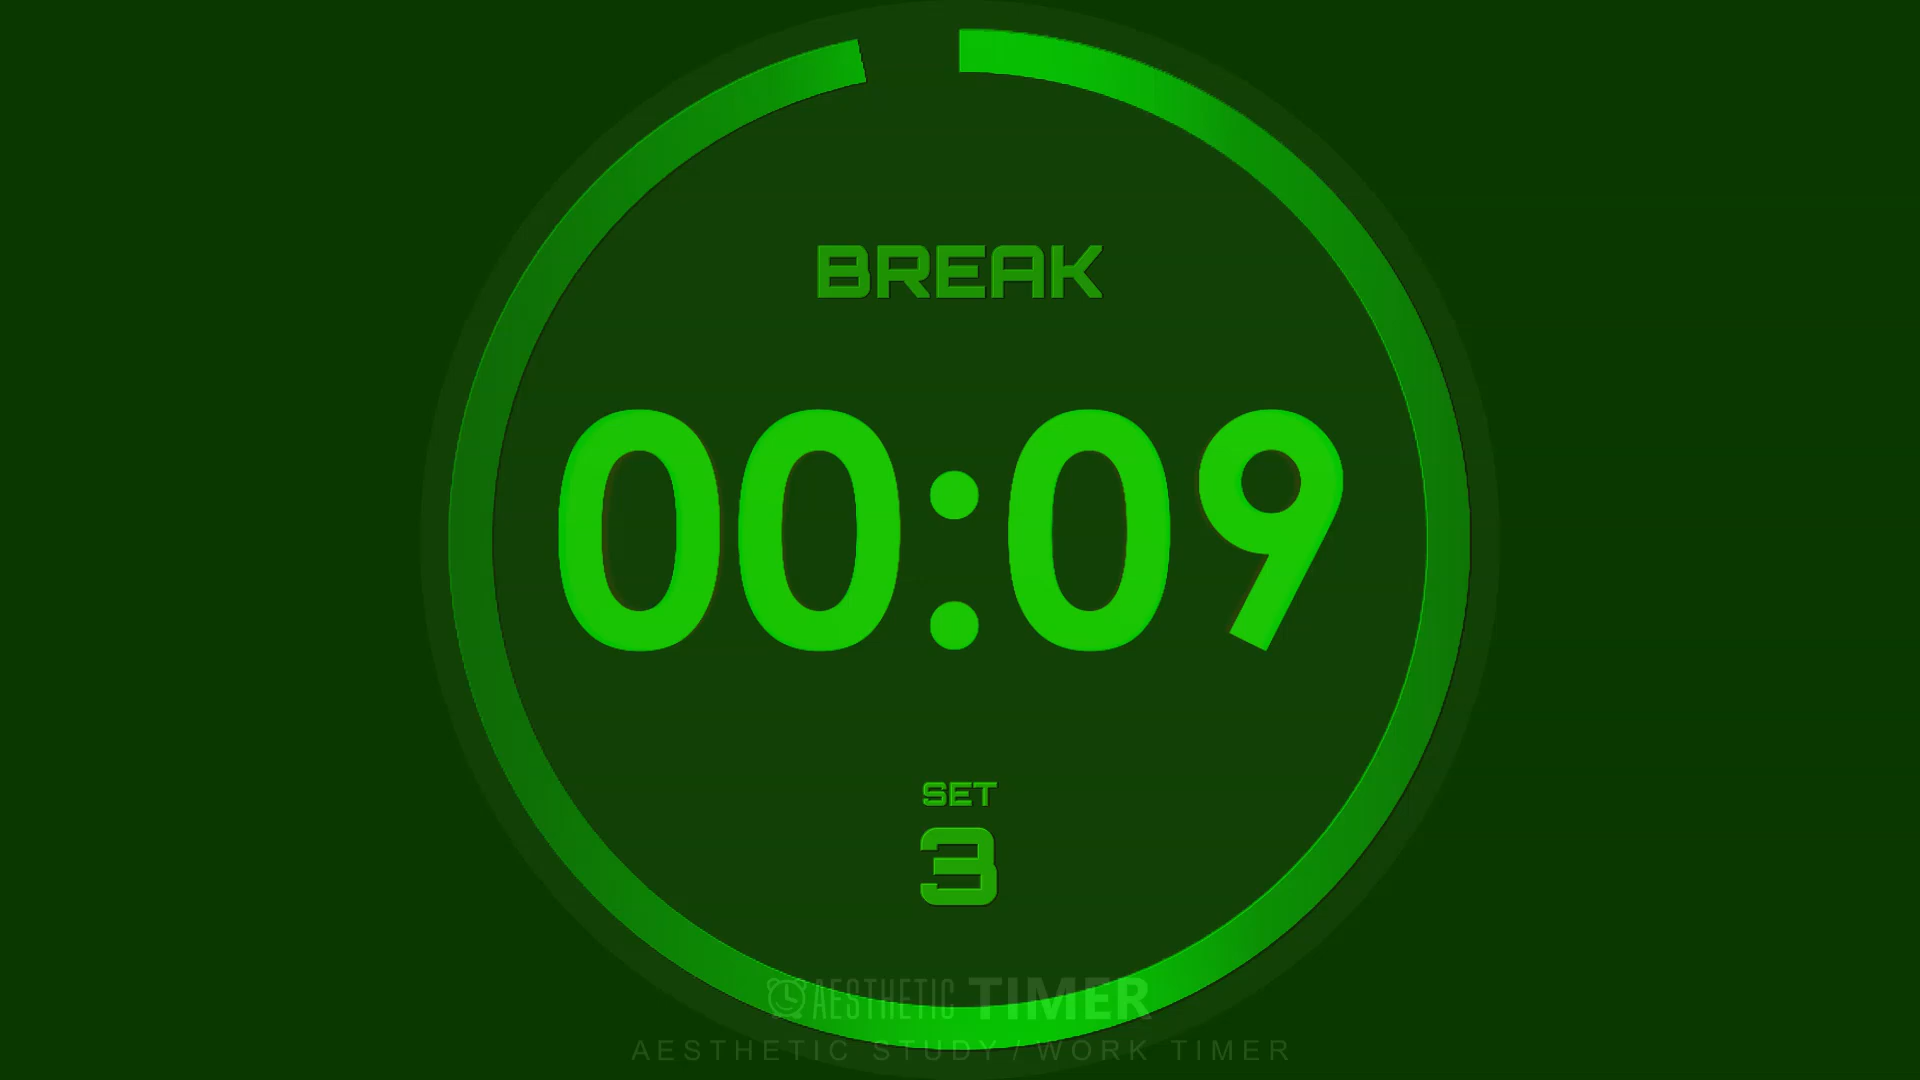 BREAK
00:09
SET
3
AESTHETIC TIMER
AESTHETIC STUDY / WORK TIMER